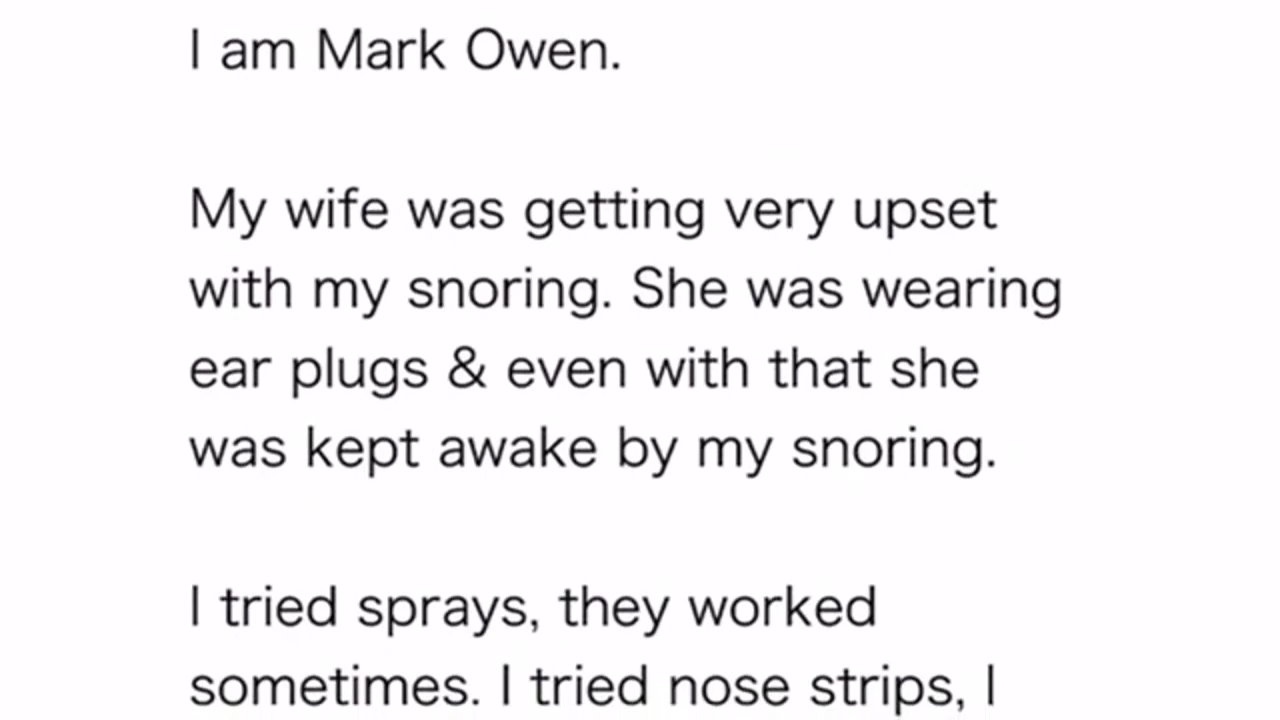 I am Mark Owen.
My wife was getting very upset
with my snoring. She was wearing
ear plugs & even with that she
was kept awake by my snoring.
I tried sprays, they worked
sometimes. I tried nose strips, I